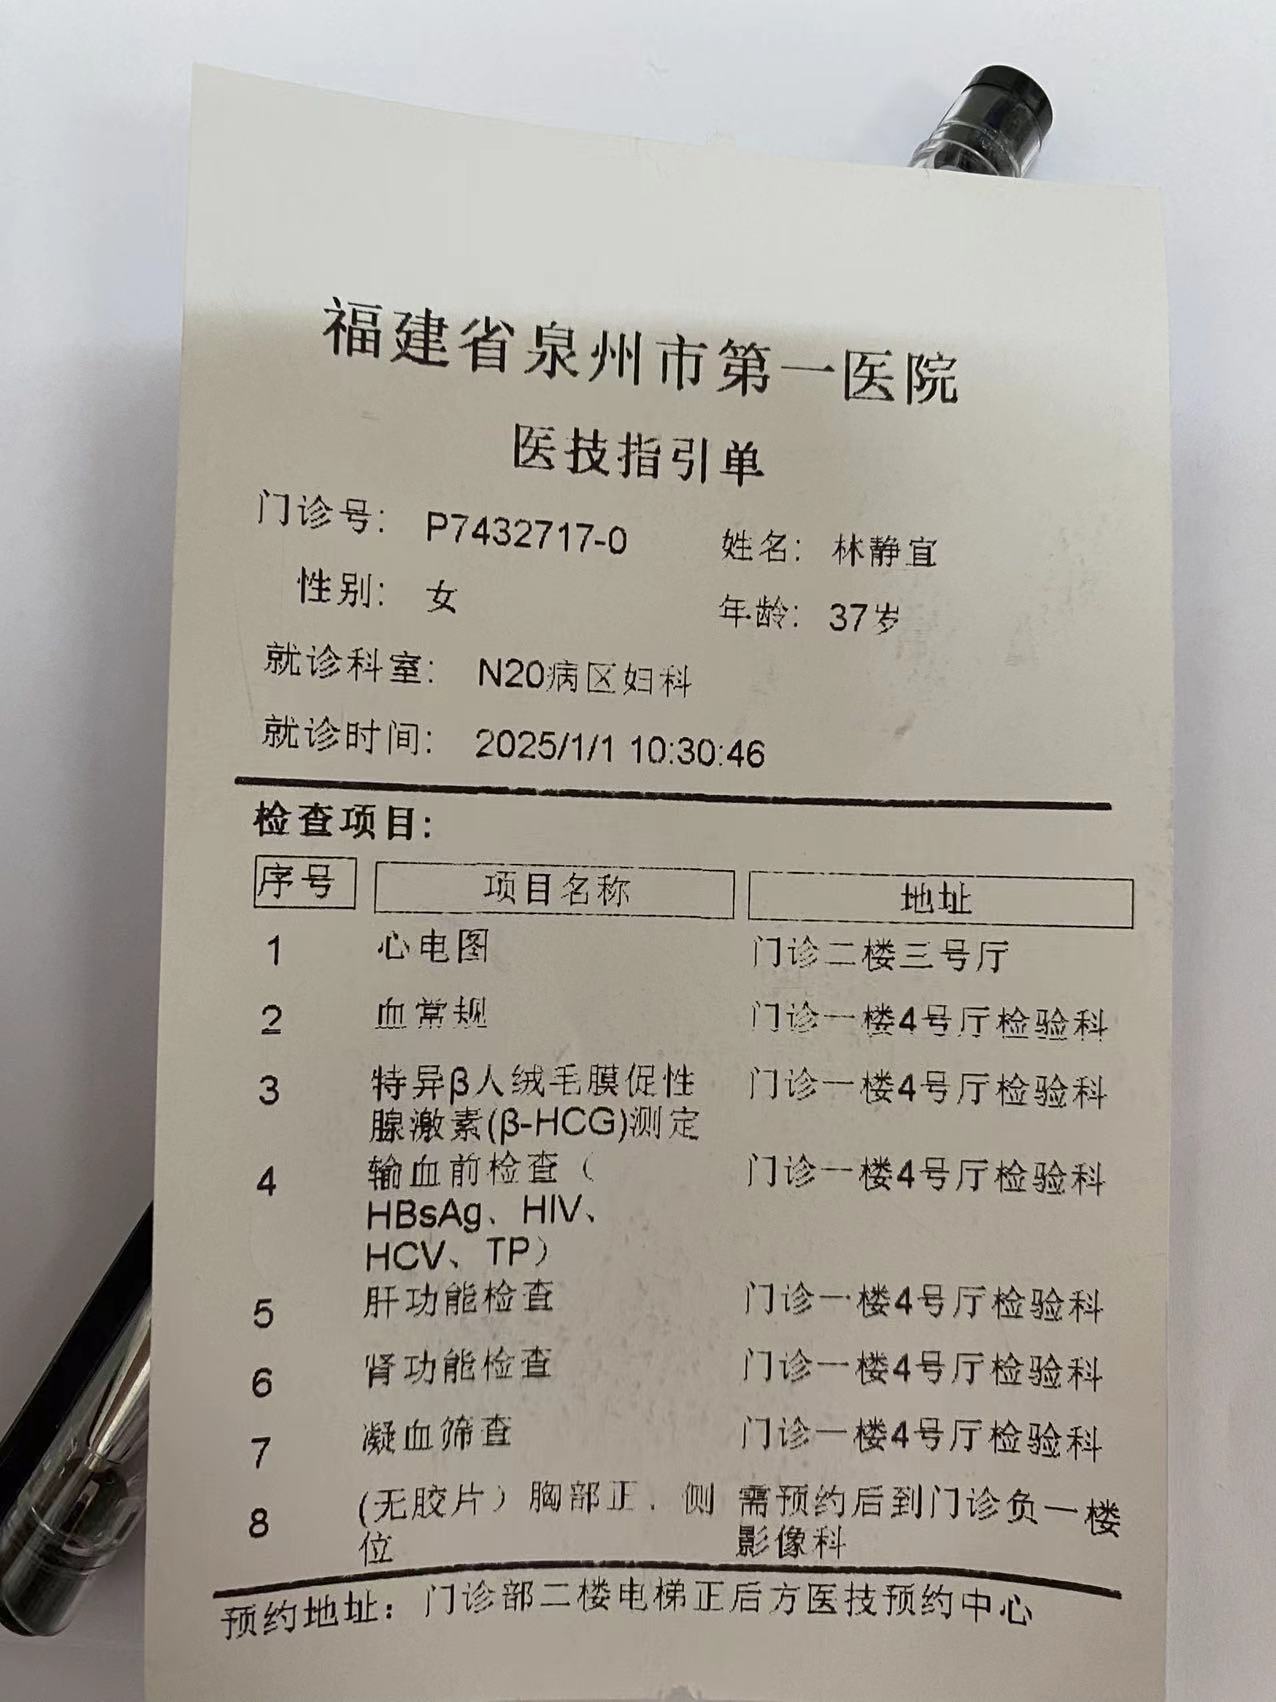 福建省泉州市第一医院
医技指引单
门诊号: P7432717-0 姓名: 林静宜
性别: 女 年龄: 37岁
就诊科室: N20病区妇科
就诊时间: 2025/1/1 10:30:46
检查项目:
序号 项目名称 地址
1 心电图 门诊二楼三号厅
2 血常规 门诊一楼4号厅检验科
3 特异β人绒毛膜促性 门诊一楼4号厅检验科
腺激素(β-HCG)测定
4 输血前检查（ 门诊一楼4号厅检验科
HBsAg、HIV、
HCV、TP）
5 肝功能检查 门诊一楼4号厅检验科
6 肾功能检查 门诊一楼4号厅检验科
7 凝血筛查 门诊一楼4号厅检验科
8 (无胶片）胸部正、侧 需预约后到门诊负一楼
位 影像科
预约地址: 门诊部二楼电梯正后方医技预约中心